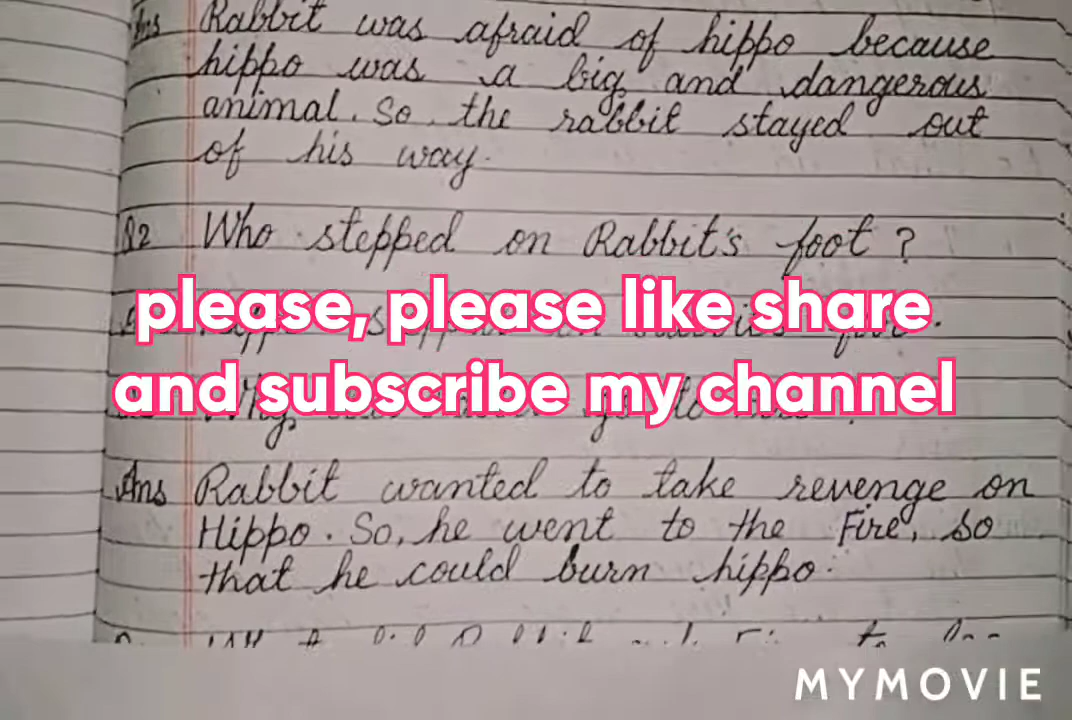 Ans Rabbit was afraid of hippo because
hippo was a big and dangerous
animal. So, the rabbit stayed out
of his way.
Q2 Who stepped on Rabbit's foot ?
please, please like share
and subscribe my channel
Why
Ans Rabbit wanted to take revenge on
Hippo. So, he went to the Fire, so
that he could burn hippo.
MYMOVIE